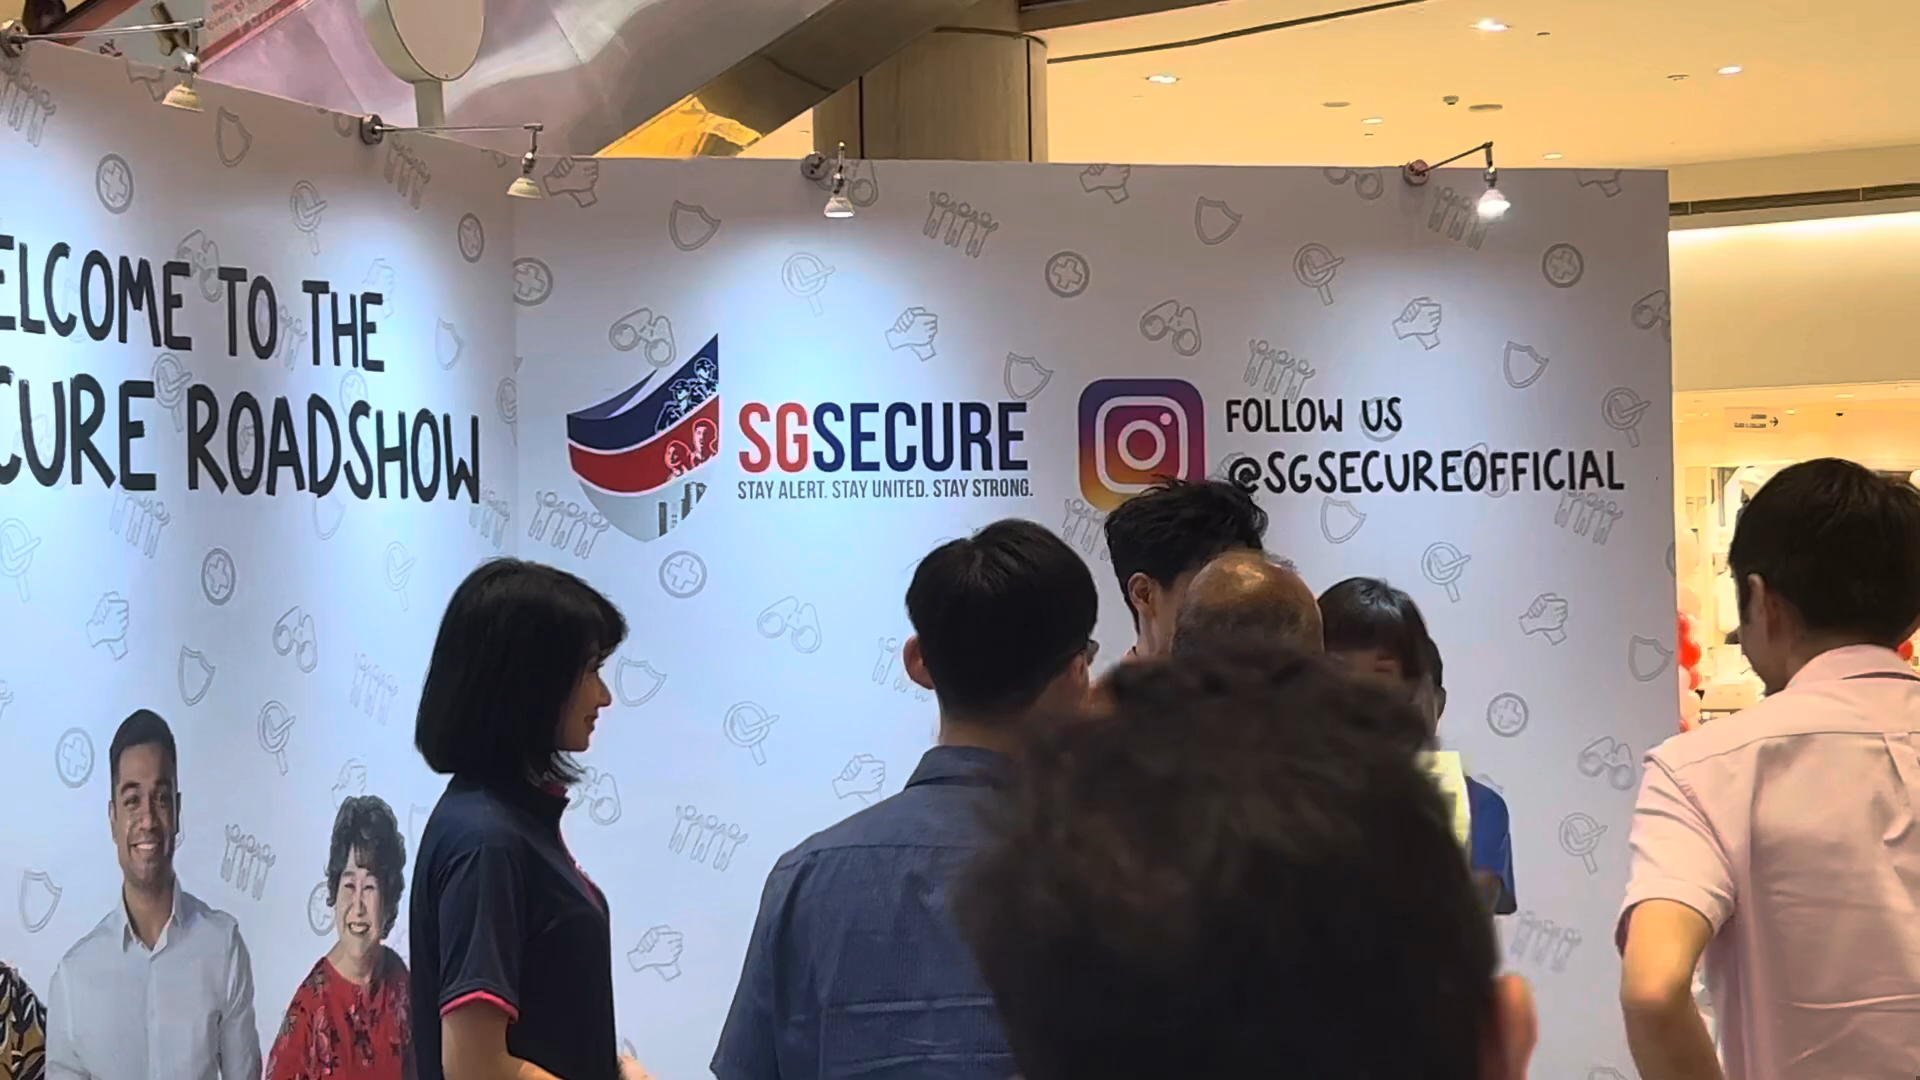 ELCOME TO THE
CURE ROADSHOW
SGSECURE
STAY ALERT. STAY UNITED. STAY STRONG.
FOLLOW US
@SGSECUREOFFICIAL